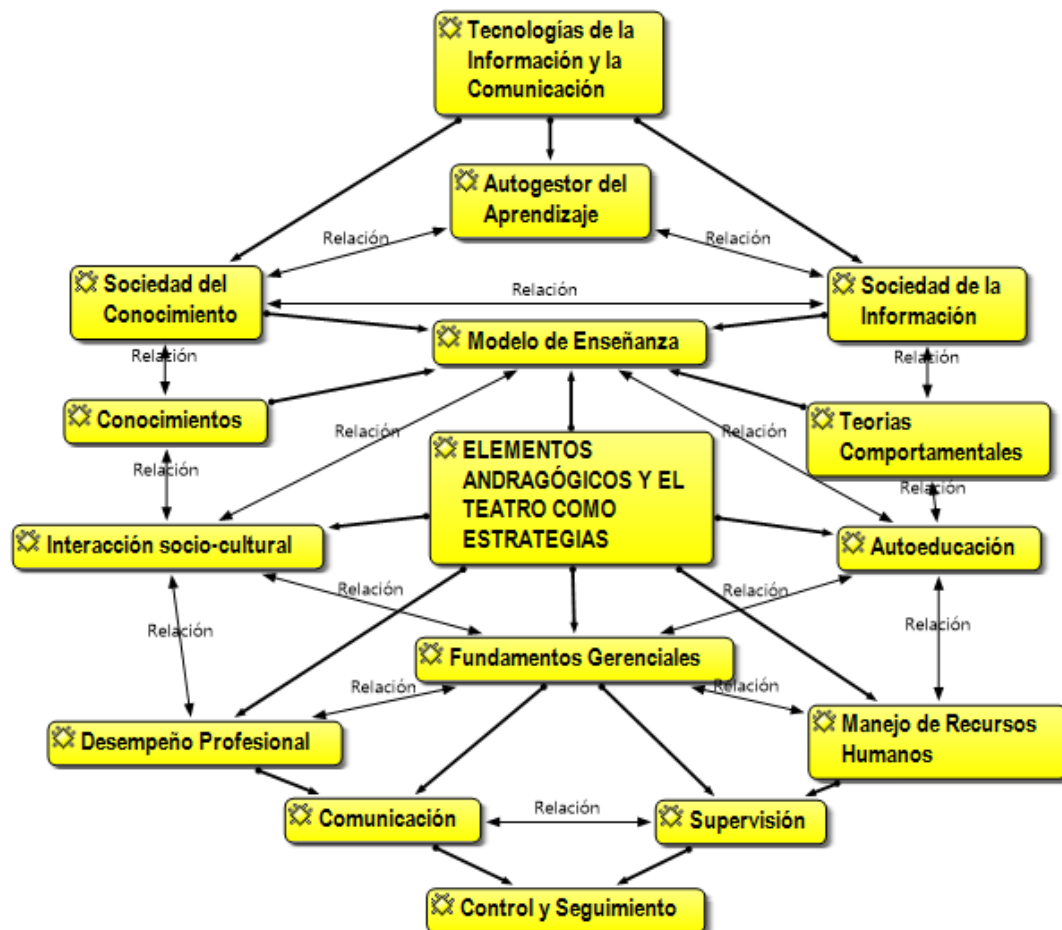 Tecnologías de la
Información y la
Comunicación
Autogestor del
Aprendizaje
Relación
Relación
Sociedad del
Conocimiento
Relación
Sociedad de la
Información
Modelo de Enseñanza
Relación
Relación
Conocimientos
Relación
Relación
Teorias
Comportamentales
ELEMENTOS
ANDRAGÓGICOS Y EL
TEATRO COMO
ESTRATEGIAS
Relación
Relación
Interacción socio-cultural
Autoeducación
Relación
Relación
Relación
Relación
Fundamentos Gerenciales
Relación
Relación
Desempeño Profesional
Manejo de Recursos
Humanos
Comunicación
Relación
Supervisión
Control y Seguimiento